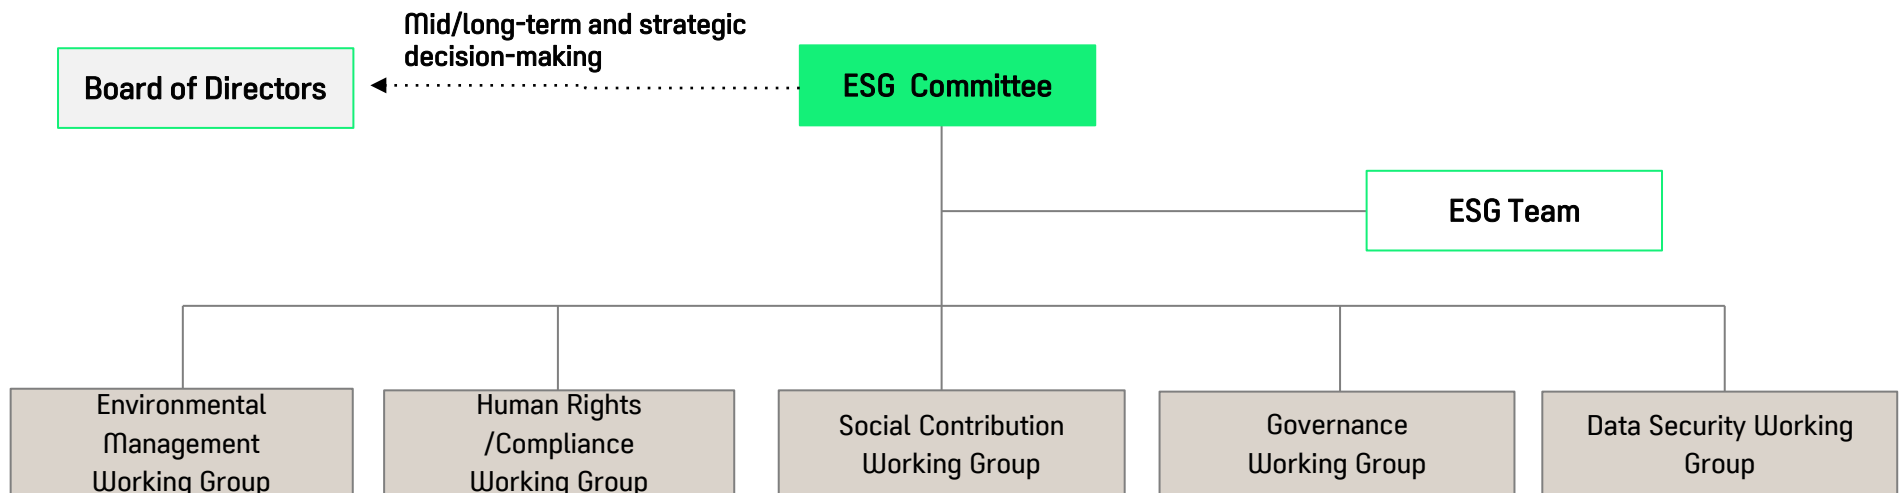 Mid/long-term and strategic
decision-making
Board of Directors
ESG Committee
ESG Team
Environmental
Management
Working Group
Human Rights
/Compliance
Working Group
Social Contribution
Working Group
Governance
Working Group
Data Security Working
Group